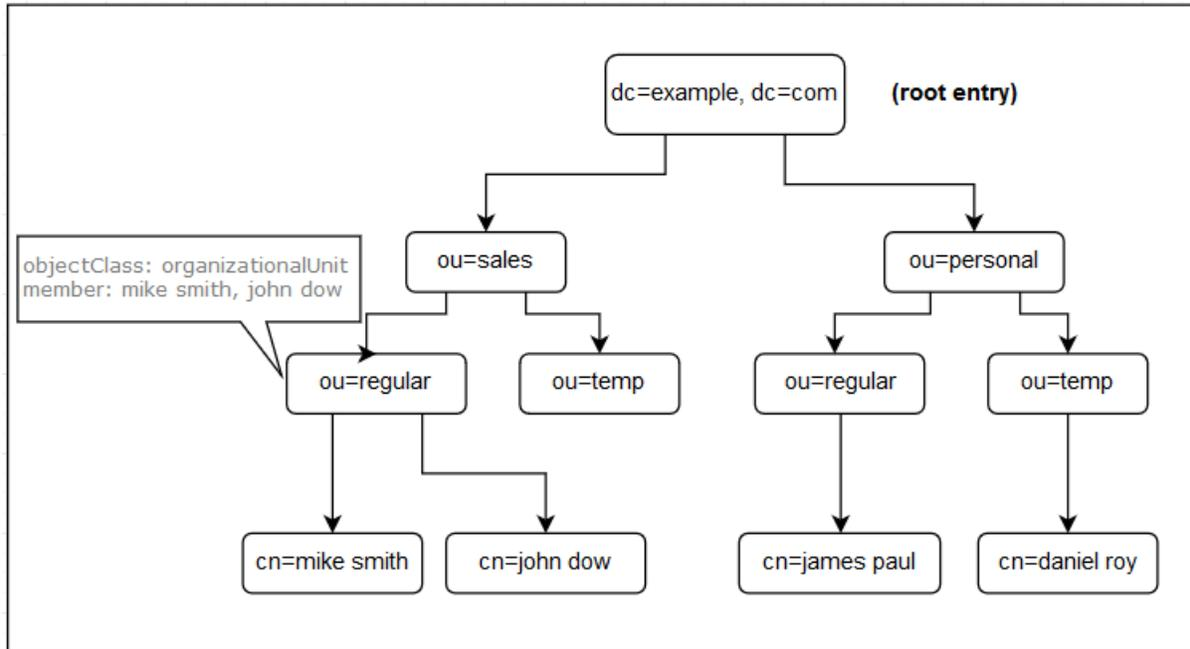 dc=example, dc=com
(root entry)
ou=sales
ou=personal
objectClass: organizationalUnit
member: mike smith, john dow
ou=regular
ou=temp
ou=regular
ou=temp
cn=mike smith
cn=john dow
cn=james paul
cn=daniel roy